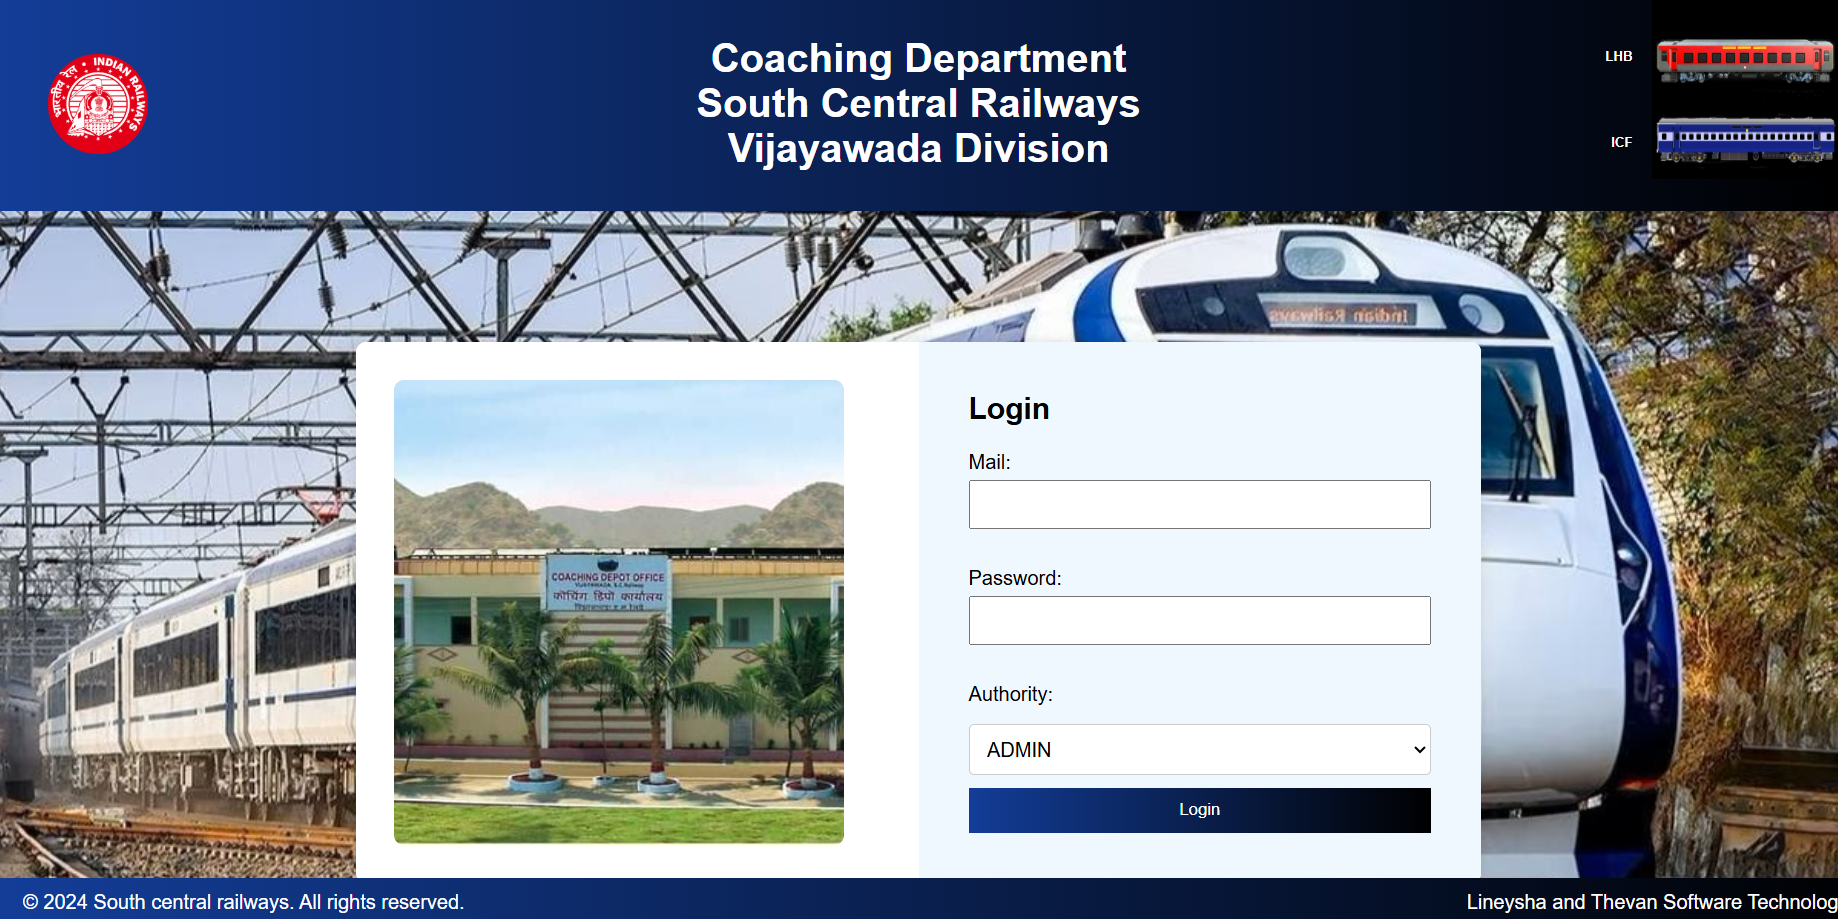 भारतीय रेल • INDIAN RAILWAYS
Coaching Department
South Central Railways
Vijayawada Division
LHB
ICF
Indian Railways
COACHING DEPOT OFFICE
VIJAYAWADA, S.C. Railway
कोचिंग डिपो कार्यालय
Login
Mail:
Password:
Authority:
ADMIN
Login
© 2024 South central railways. All rights reserved.
Lineysha and Thevan Software Technolog